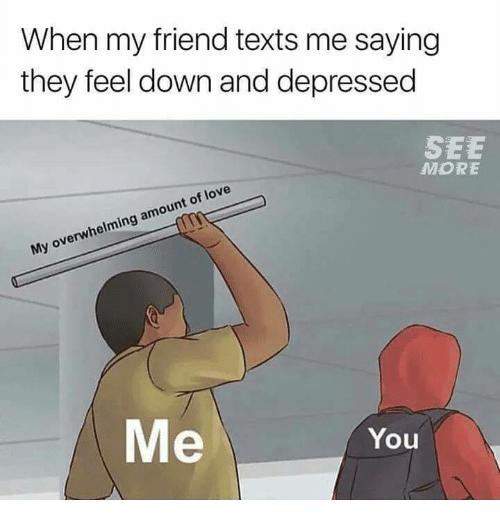 When my friend texts me saying
they feel down and depressed
SEE
MORE
My overwhelming amount of love
Me
You